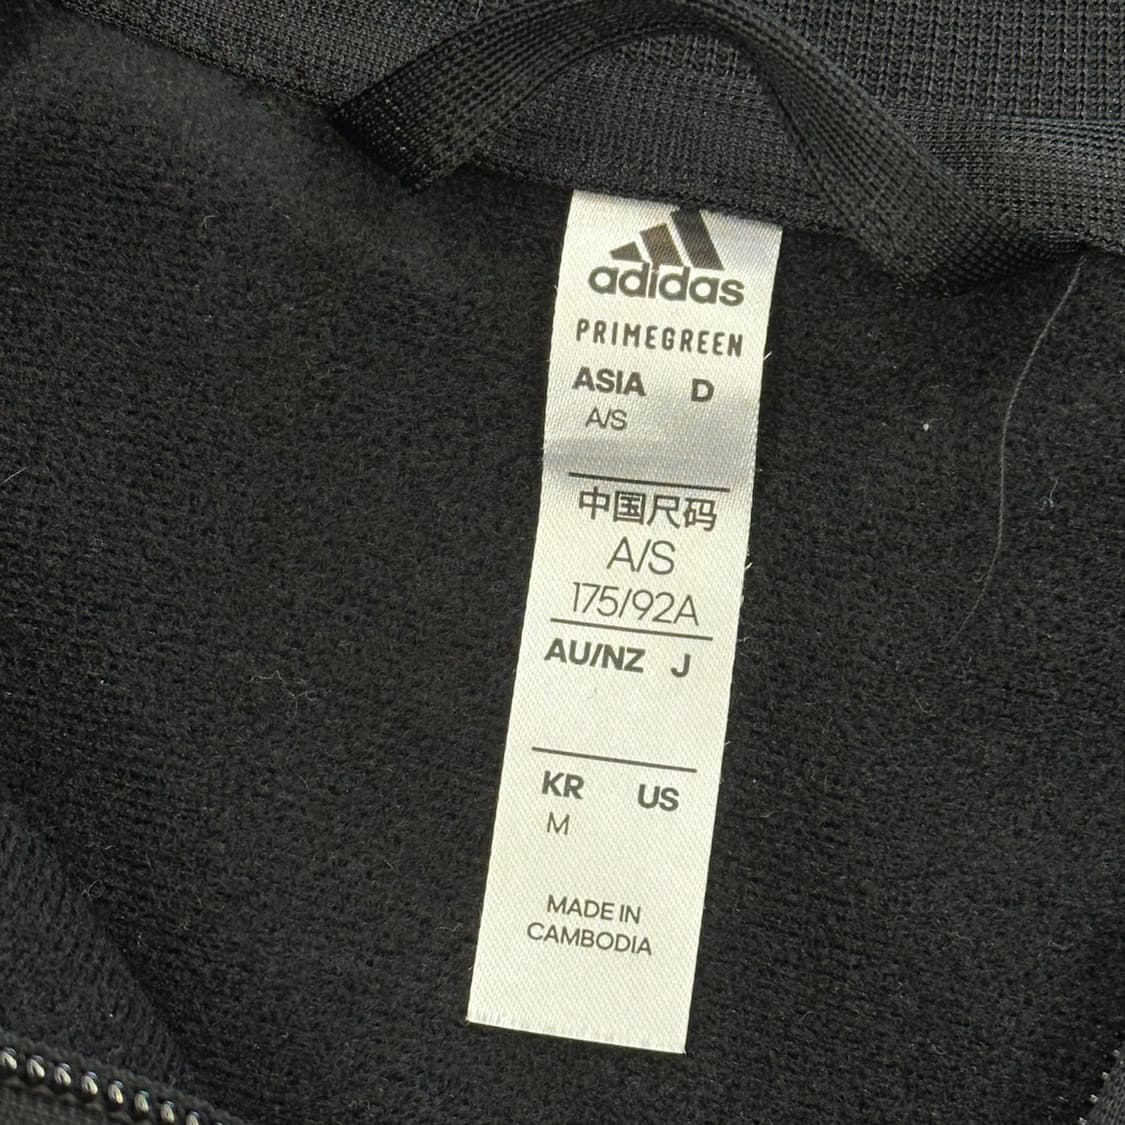 adidas
PRIMEGREEN
ASIA D
A/S
中国尺码
A/S
175/92A
AU/NZ J
KR US
M
MADE IN
CAMBODIA